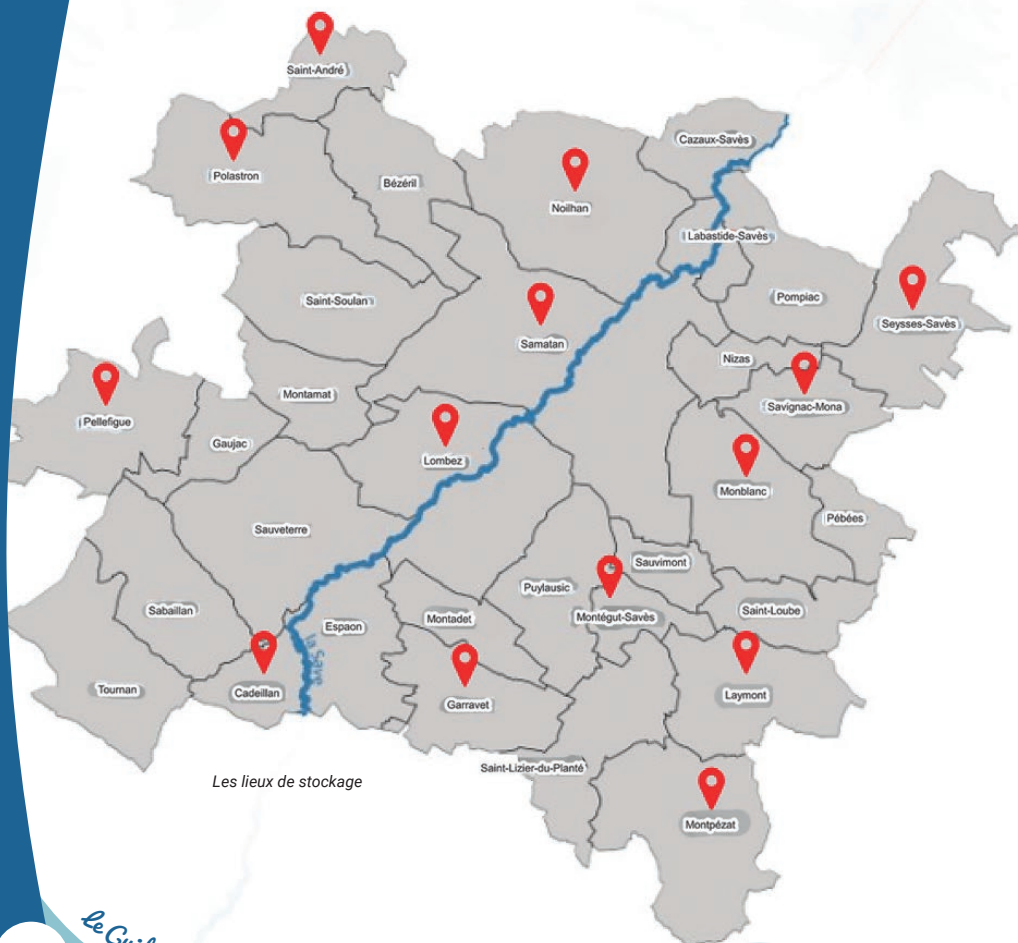 Saint-André
Cazaux-Savès
Polastron
Bézéril
Noilhan
Labastide-Savès
Saint-Soulan
Pompiac
Seysses-Savès
Samatan
Nizas
Montamat
Savignac-Mona
Pellefigue
Gaujac
Lombez
Monblanc
Pébées
Sauveterre
Sauvimont
Puylausic
Sabaillan
Espaon
Montadet
Montégut-Savès
Saint-Loube
la Save
Tournan
Cadeillan
Garravet
Laymont
Saint-Lizier-du-Planté
Les lieux de stockage
Montpézat